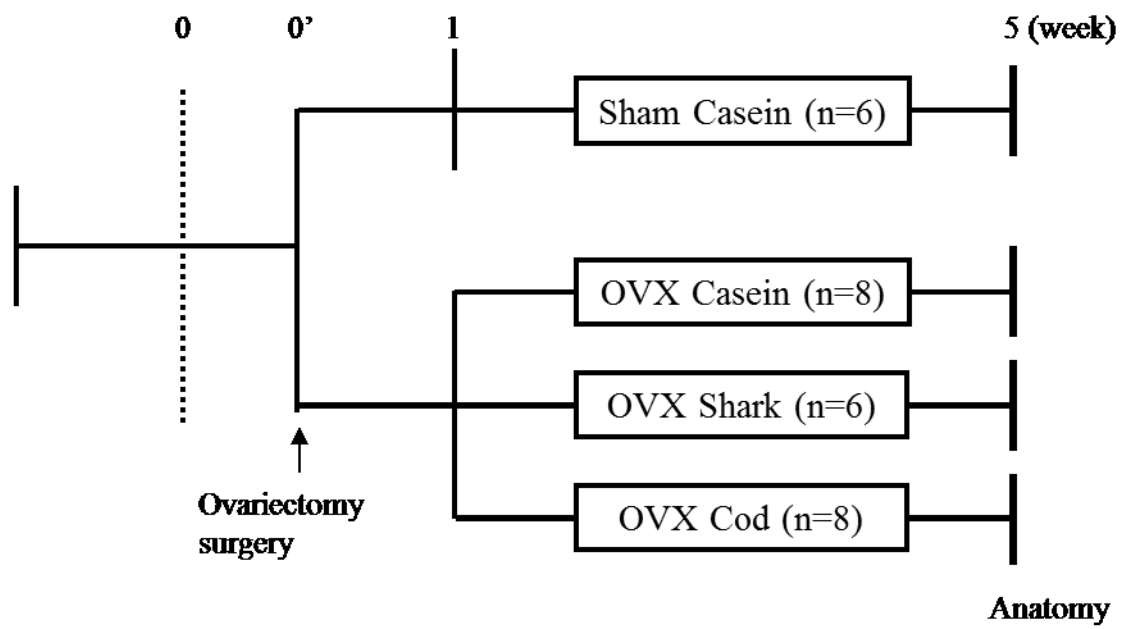 0 0’ 1 5 (week)
Sham Casein (n=6)
OVX Casein (n=8)
OVX Shark (n=6)
Ovariectomy
surgery
OVX Cod (n=8)
Anatomy